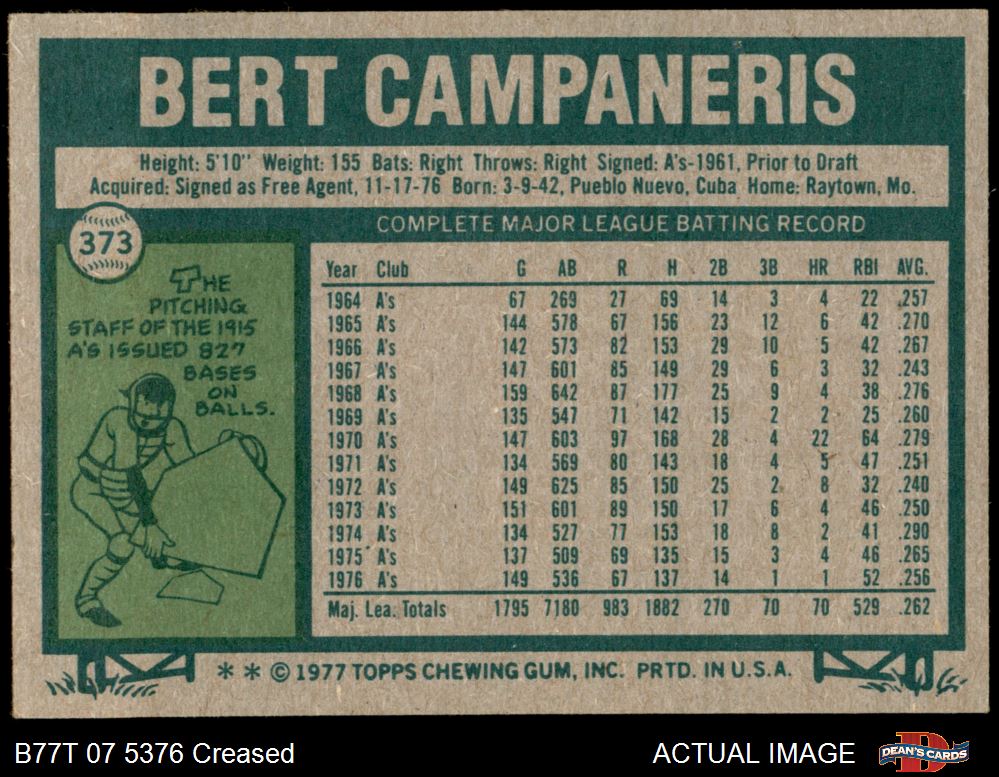 BERT CAMPANERIS
Height: 5'10" Weight: 155 Bats: Right Throws: Right Signed: A's-1961, Prior to Draft
Acquired: Signed as Free Agent, 11-17-76 Born: 3-9-42, Pueblo Nuevo, Cuba Home: Raytown, Mo.
373
THE
PITCHING
STAFF OF THE 1915
A'S ISSUED 827
BASES
ON
BALLS.
COMPLETE MAJOR LEAGUE BATTING RECORD
Year Club G AB R H 2B 3B HR RBI AVG.
1964 A's 67 269 27 69 14 3 4 22 .257
1965 A's 144 578 67 156 23 12 6 42 .270
1966 A's 142 573 82 153 29 10 5 42 .267
1967 A's 147 601 85 149 29 6 3 32 .243
1968 A's 159 642 87 177 25 9 4 38 .276
1969 A's 135 547 71 142 15 2 2 25 .260
1970 A's 147 603 97 168 28 4 22 64 .279
1971 A's 134 569 80 143 18 4 5 47 .251
1972 A's 149 625 85 150 25 2 8 32 .240
1973 A's 151 601 89 150 17 6 4 46 .250
1974 A's 134 527 77 153 18 8 2 41 .290
1975 A's 137 509 69 135 15 3 4 46 .265
1976 A's 149 536 67 137 14 1 1 52 .256
Maj. Lea. Totals 1795 7180 983 1882 270 70 70 529 .262
* * © 1977 TOPPS CHEWING GUM, INC. PRTD. IN U.S.A.
B77T 07 5376 Creased
ACTUAL IMAGE
D
DEAN'S CARDS